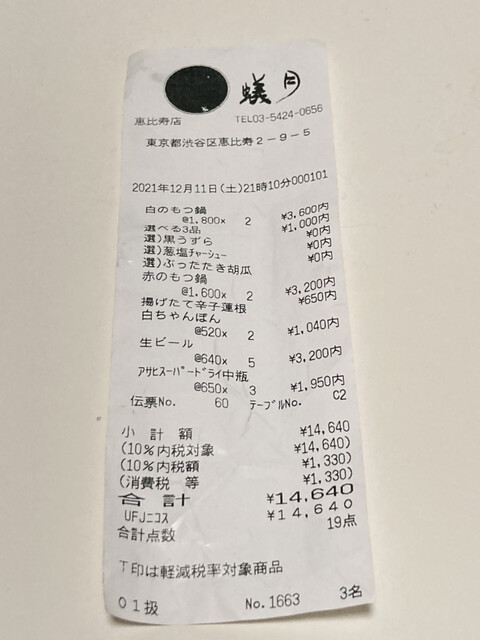 蟻月
恵比寿店 TEL03-5424-0656
東京都渋谷区恵比寿2-9-5
2021年12月11日(土)21時10分000101
白のもつ鍋
@1,800× 2 ¥3,600内
選べる3品 ¥1,000内
選)黒うずら ¥0内
選)葱塩ﾁｬｰｼｭｰ ¥0内
選)ぶったたき胡瓜 ¥0内
赤のもつ鍋
@1,600× 2 ¥3,200内
揚げたて辛子蓮根 ¥650内
白ちゃんぽん
@520× 2 ¥1,040内
生ビール
@640× 5 ¥3,200内
ｱｻﾋｽｰﾊﾟｰﾄﾞﾗｲ中瓶
@650× 3 ¥1,950内
伝票No. 60 ﾃｰﾌﾞﾙNo. C2
小計額 ¥14,640
(10%内税対象 ¥14,640)
(10%内税額 ¥1,330)
(消費税 等 ¥1,330)
合計 ¥14,640
UFJﾆｺｽ ¥14,640
合計点数 19点
丅印は軽減税率対象商品
01扱 No.1663 3名